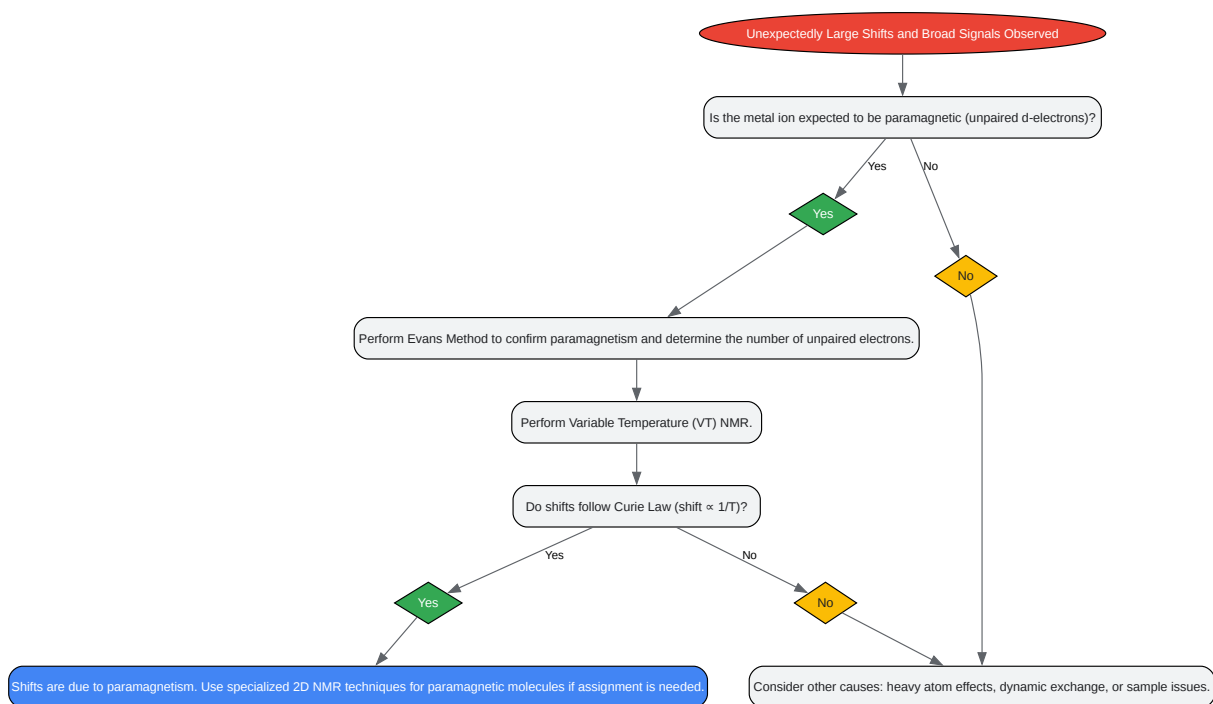 Unexpectedly Large Shifts and Broad Signals Observed
Is the metal ion expected to be paramagnetic (unpaired d-electrons)?
Yes
No
Yes
No
Perform Evans Method to confirm paramagnetism and determine the number of unpaired electrons.
Perform Variable Temperature (VT) NMR.
Do shifts follow Curie Law (shift ∝ 1/T)?
Yes
No
Yes
No
Shifts are due to paramagnetism. Use specialized 2D NMR techniques for paramagnetic molecules if assignment is needed.
Consider other causes: heavy atom effects, dynamic exchange, or sample issues.